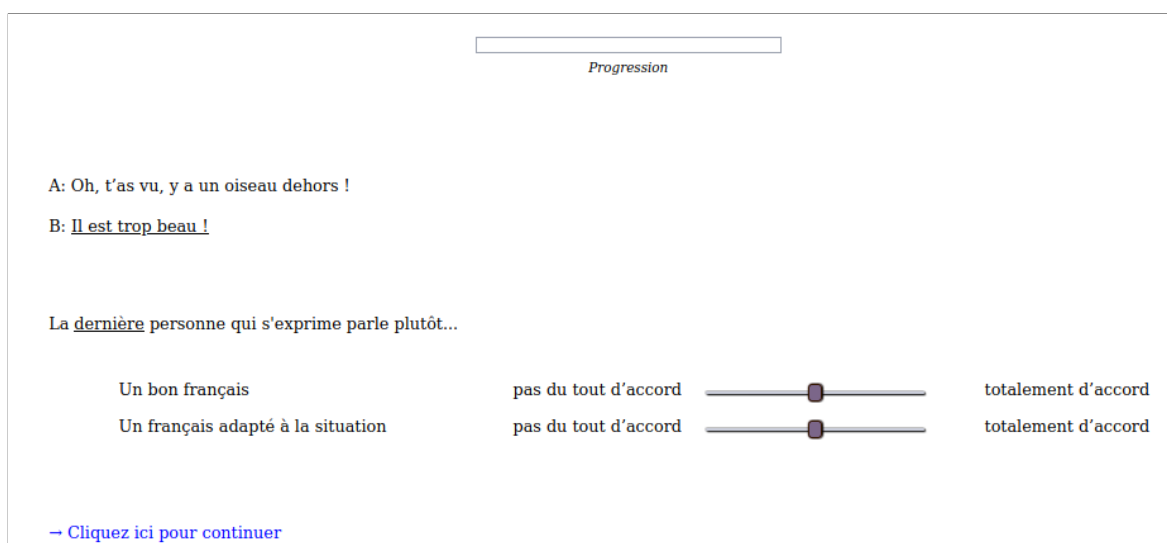 Progression
A: Oh, t’as vu, y a un oiseau dehors !
B: Il est trop beau !
La dernière personne qui s'exprime parle plutôt...
Un bon français pas du tout d’accord totalement d’accord
Un français adapté à la situation pas du tout d’accord totalement d’accord
→ Cliquez ici pour continuer